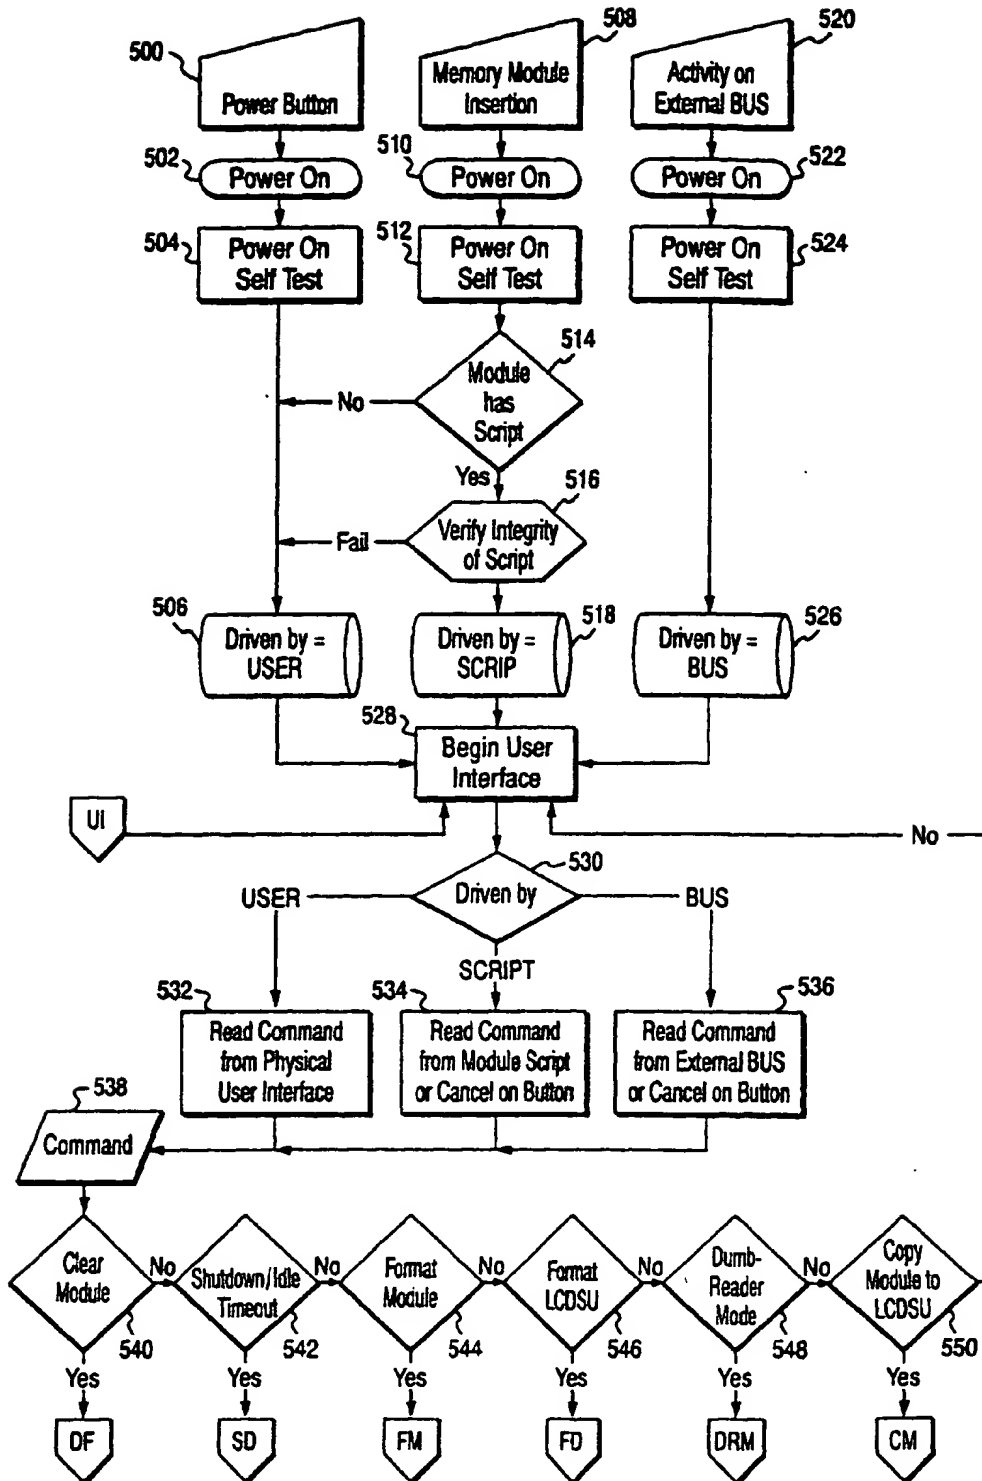 500
Power Button
508
Memory Module
Insertion
520
Activity on
External BUS
502
Power On
510
Power On
522
Power On
504
Power On
Self Test
512
Power On
Self Test
524
Power On
Self Test
514
Module
has
Script
No
Yes
516
Verify Integrity
of Script
Fail
506
Driven by =
USER
518
Driven by =
SCRIP
526
Driven by =
BUS
528
Begin User
Interface
UI
No
530
Driven by
USER
BUS
SCRIPT
532
Read Command
from Physical
User Interface
534
Read Command
from Module Script
or Cancel on Button
536
Read Command
from External BUS
or Cancel on Button
538
Command
Clear
Module
No
540
Shutdown/Idle
Timeout
No
542
Format
Module
No
544
Format
LCDSU
No
546
Dumb-
Reader
Mode
No
548
Copy
Module to
LCDSU
550
Yes
Yes
Yes
Yes
Yes
Yes
DF
SD
FM
FD
DRM
CM